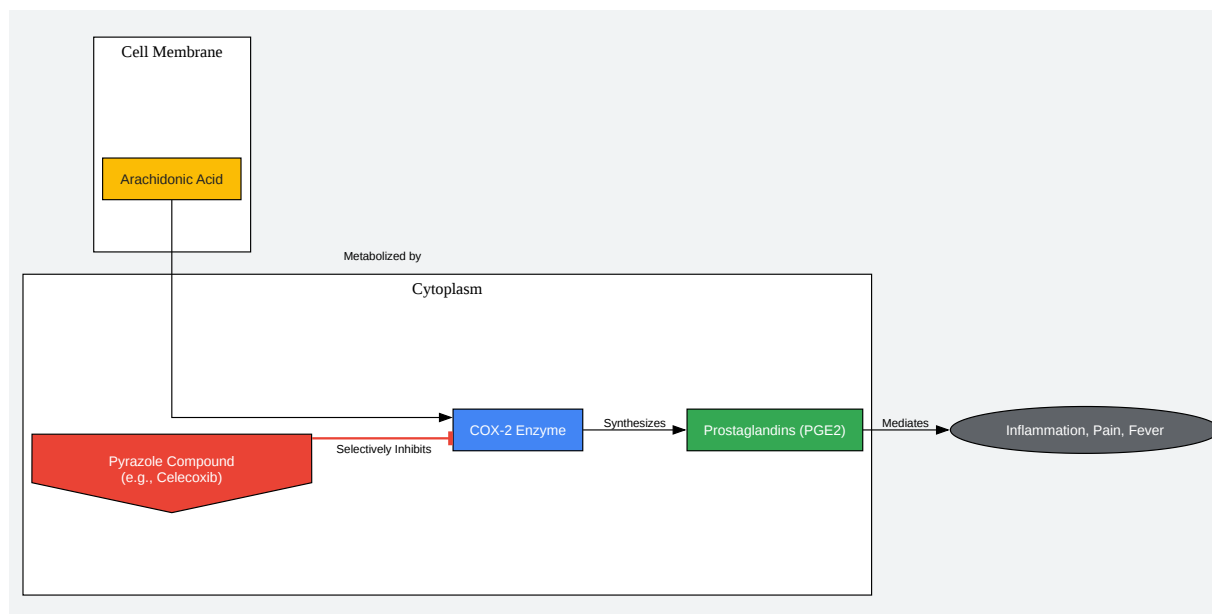 Cell Membrane
Arachidonic Acid
Metabolized by
Cytoplasm
Pyrazole Compound
(e.g., Celecoxib)
Selectively Inhibits
COX-2 Enzyme
Synthesizes
Prostaglandins (PGE2)
Mediates
Inflammation, Pain, Fever